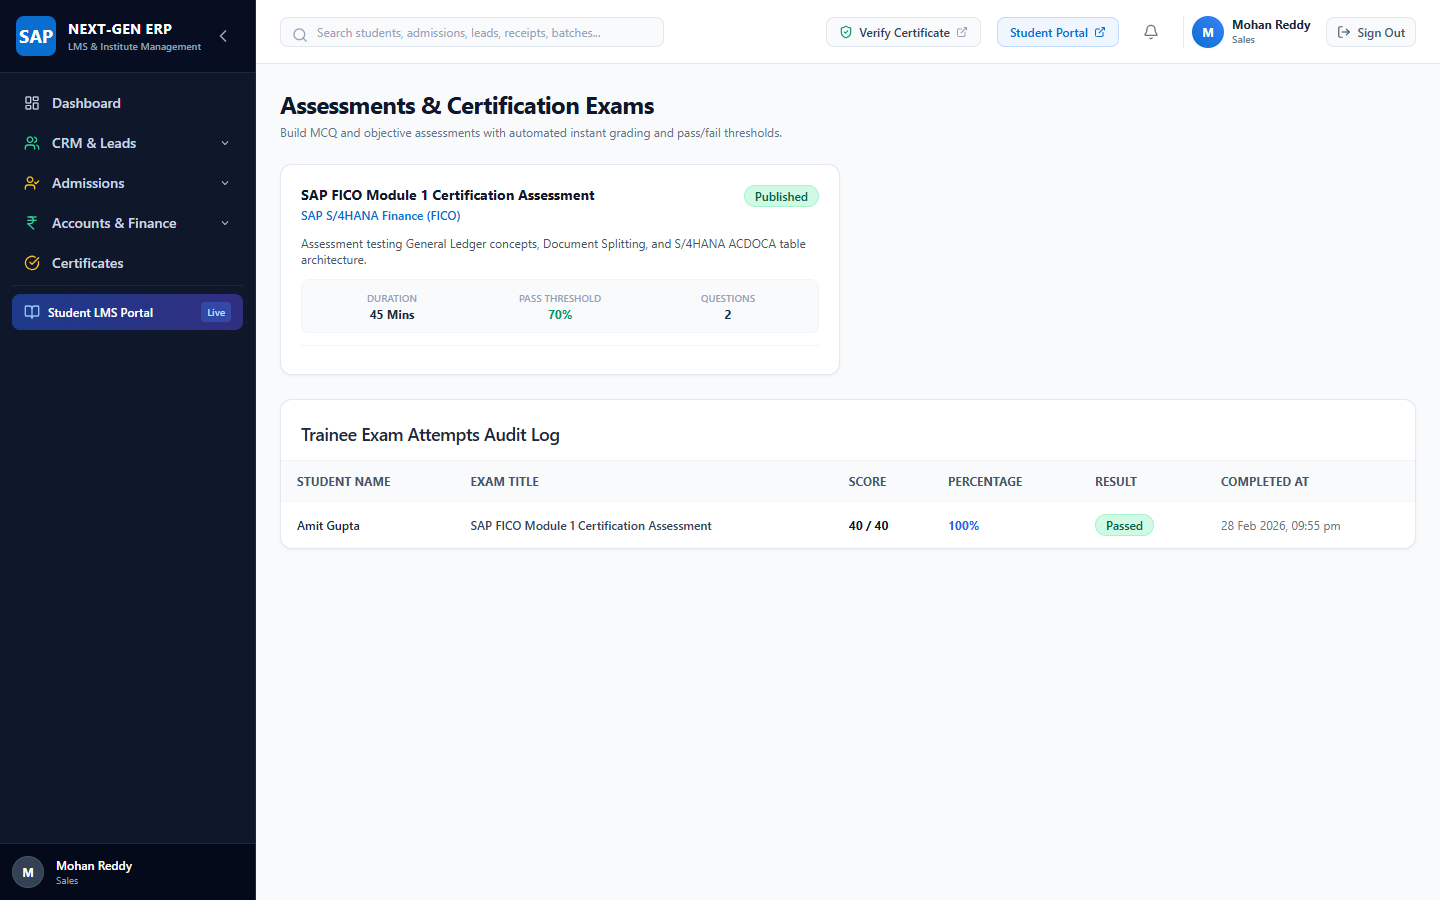 SAP
NEXT-GEN ERP
LMS & Institute Management
Search students, admissions, leads, receipts, batches...
Verify Certificate
Student Portal
M
Mohan Reddy
Sales
Sign Out
Dashboard
CRM & Leads
Admissions
Accounts & Finance
Certificates
Student LMS Portal
Live
Assessments & Certification Exams
Build MCQ and objective assessments with automated instant grading and pass/fail thresholds.
SAP FICO Module 1 Certification Assessment
Published
SAP S/4HANA Finance (FICO)
Assessment testing General Ledger concepts, Document Splitting, and S/4HANA ACDOCA table
architecture.
DURATION PASS THRESHOLD QUESTIONS
45 Mins 70% 2
Trainee Exam Attempts Audit Log
STUDENT NAME EXAM TITLE SCORE PERCENTAGE RESULT COMPLETED AT
Amit Gupta SAP FICO Module 1 Certification Assessment 40 / 40 100% Passed 28 Feb 2026, 09:55 pm
M
Mohan Reddy
Sales